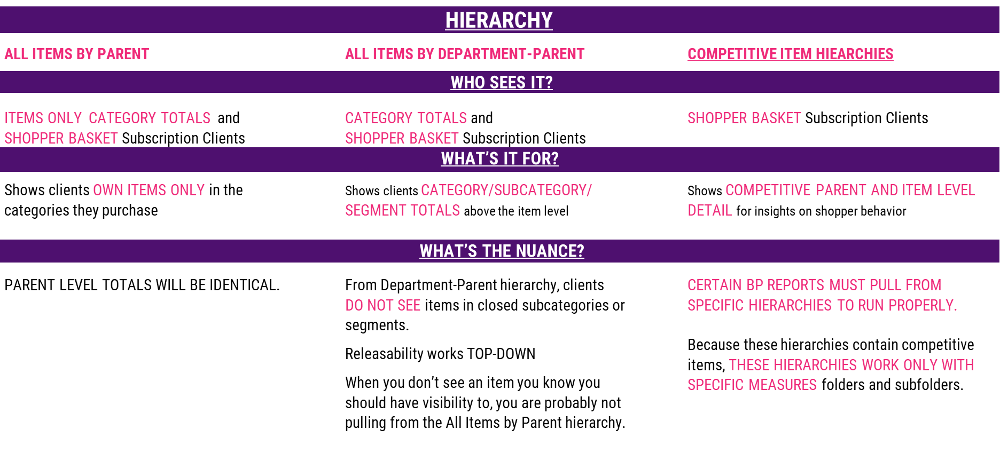 HIERARCHY
ALL ITEMS BY PARENT
ALL ITEMS BY DEPARTMENT-PARENT
COMPETITIVE ITEM HIEARCHIES
WHO SEES IT?
ITEMS ONLY CATEGORY TOTALS and
SHOPPER BASKET Subscription Clients
CATEGORY TOTALS and
SHOPPER BASKET Subscription Clients
SHOPPER BASKET Subscription Clients
WHAT’S IT FOR?
Shows clients OWN ITEMS ONLY in the
categories they purchase
Shows clients CATEGORY/SUBCATEGORY/
SEGMENT TOTALS above the item level
Shows COMPETITIVE PARENT AND ITEM LEVEL
DETAIL for insights on shopper behavior
WHAT’S THE NUANCE?
PARENT LEVEL TOTALS WILL BE IDENTICAL.
From Department-Parent hierarchy, clients
DO NOT SEE items in closed subcategories or
segments.
Releasability works TOP-DOWN
When you don’t see an item you know you
should have visibility to, you are probably not
pulling from the All Items by Parent hierarchy.
CERTAIN BP REPORTS MUST PULL FROM
SPECIFIC HIERARCHIES TO RUN PROPERLY.
Because these hierarchies contain competitive
items, THESE HIERARCHIES WORK ONLY WITH
SPECIFIC MEASURES folders and subfolders.